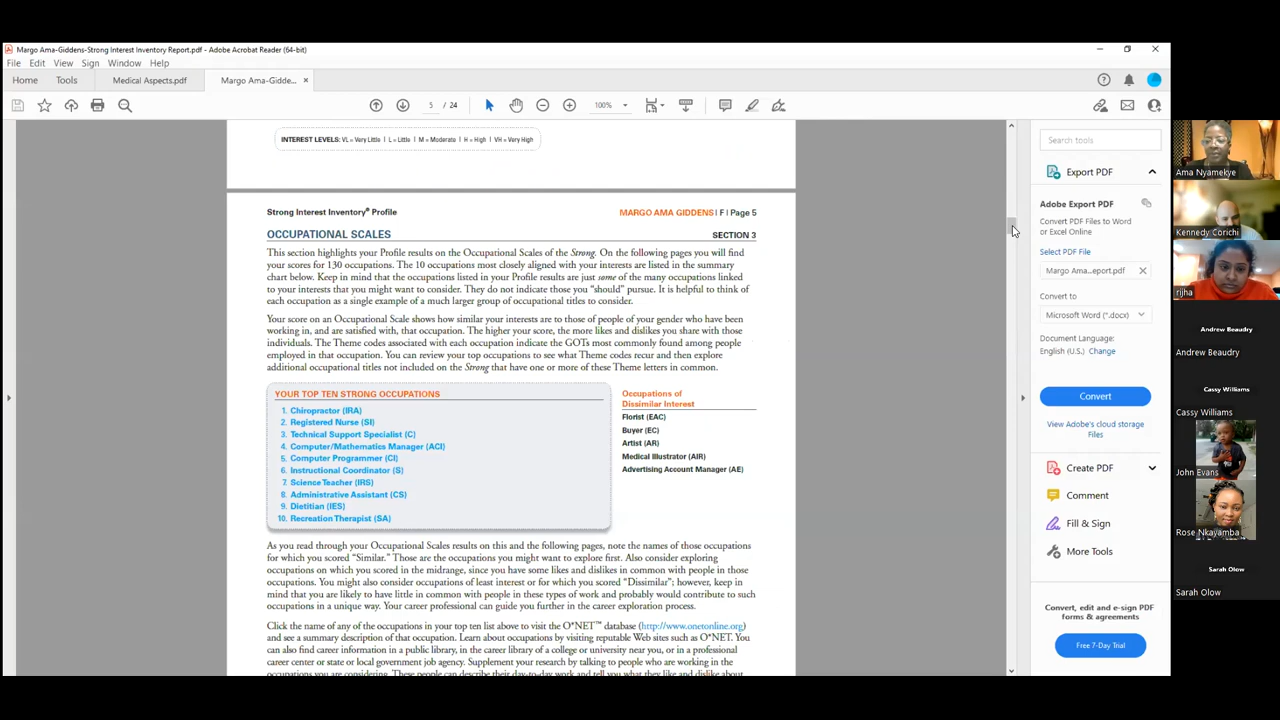 Margo Ama-Giddens-Strong Interest Inventory Report.pdf - Adobe Acrobat Reader (64-bit)
File Edit View Sign Window Help
Home Tools Medical Aspects.pdf Margo Ama-Gidde... ×
5 / 24 100%
INTEREST LEVELS: VL = Very Little | L = Little | M = Moderate | H = High | VH = Very High
Strong Interest Inventory® Profile MARGO AMA GIDDENS | F | Page 5
OCCUPATIONAL SCALES SECTION 3
This section highlights your Profile results on the Occupational Scales of the Strong. On the following pages you will find
your scores for 130 occupations. The 10 occupations most closely aligned with your interests are listed in the summary
chart below. Keep in mind that the occupations listed in your Profile results are just some of the many occupations linked
to your interests that you might want to consider. They do not indicate those you “should” pursue. It is helpful to think of
each occupation as a single example of a much larger group of occupational titles to consider.
Your score on an Occupational Scale shows how similar your interests are to those of people of your gender who have been
working in, and are satisfied with, that occupation. The higher your score, the more likes and dislikes you share with those
individuals. The Theme codes associated with each occupation indicate the GOTs most commonly found among people
employed in that occupation. You can review your top occupations to see what Theme codes recur and then explore
additional occupational titles not included on the Strong that have one or more of these Theme letters in common.
YOUR TOP TEN STRONG OCCUPATIONS
1. Chiropractor (IRA)
2. Registered Nurse (SI)
3. Technical Support Specialist (C)
4. Computer/Mathematics Manager (ACI)
5. Computer Programmer (CI)
6. Instructional Coordinator (S)
7. Science Teacher (IRS)
8. Administrative Assistant (CS)
9. Dietitian (IES)
10. Recreation Therapist (SA)
Occupations of
Dissimilar Interest
Florist (EAC)
Buyer (EC)
Artist (AR)
Medical Illustrator (AIR)
Advertising Account Manager (AE)
As you read through your Occupational Scales results on this and the following pages, note the names of those occupations
for which you scored “Similar.” Those are the occupations you might want to explore first. Also consider exploring
occupations on which you scored in the midrange, since you have some likes and dislikes in common with people in those
occupations. You might also consider occupations of least interest or for which you scored “Dissimilar”; however, keep in
mind that you are likely to have little in common with people in these types of work and probably would contribute to such
occupations in a unique way. Your career professional can guide you further in the career exploration process.
Click the name of any of the occupations in your top ten list above to visit the O*NET™ database (http://www.onetonline.org)
and see a summary description of that occupation. Learn about occupations by visiting reputable Web sites such as O*NET. You
can also find career information in a public library, in the career library of a college or university near you, or in a professional
career center or state or local government job agency. Supplement your research by talking to people who are working in the
occupations you are considering. These people can describe their day-to-day work and tell you what they like and dislike about
Search tools
Export PDF
Adobe Export PDF
Convert PDF Files to Word
or Excel Online
Select PDF File
Margo Ama...eport.pdf ×
Convert to
Microsoft Word (*.docx)
Document Language:
English (U.S.) Change
Convert
View Adobe's cloud storage
Files
Create PDF
Comment
Fill & Sign
More Tools
Convert, edit and e-sign PDF
forms & agreements
Free 7-Day Trial
Ama Nyamekye
Kennedy Corichi
rijha
Andrew Beaudry
Andrew Beaudry
Cassy Williams
Cassy Williams
John Evans
Rose Nkayamba
Sarah Olow
Sarah Olow